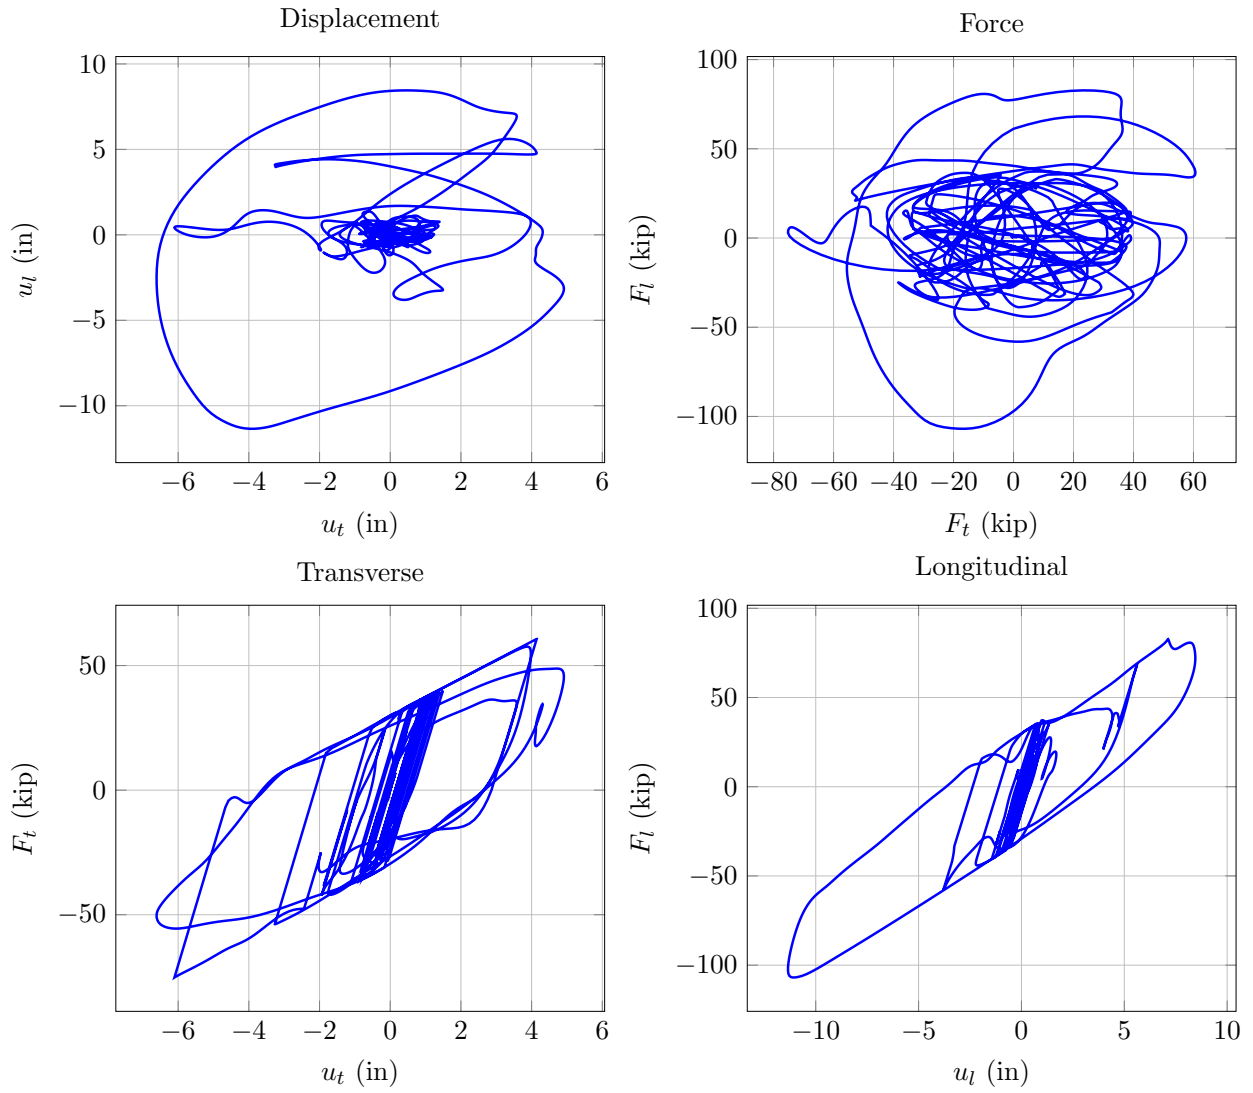 Displacement
10
5
0
−5
−10
−6 −4 −2 0 2 4 6
u_l (in)
u_t (in)
Force
100
50
0
−50
−100
−80 −60 −40 −20 0 20 40 60
F_l (kip)
F_t (kip)
Transverse
50
0
−50
−6 −4 −2 0 2 4 6
F_t (kip)
u_t (in)
Longitudinal
100
50
0
−50
−100
−10 −5 0 5 10
F_l (kip)
u_l (in)